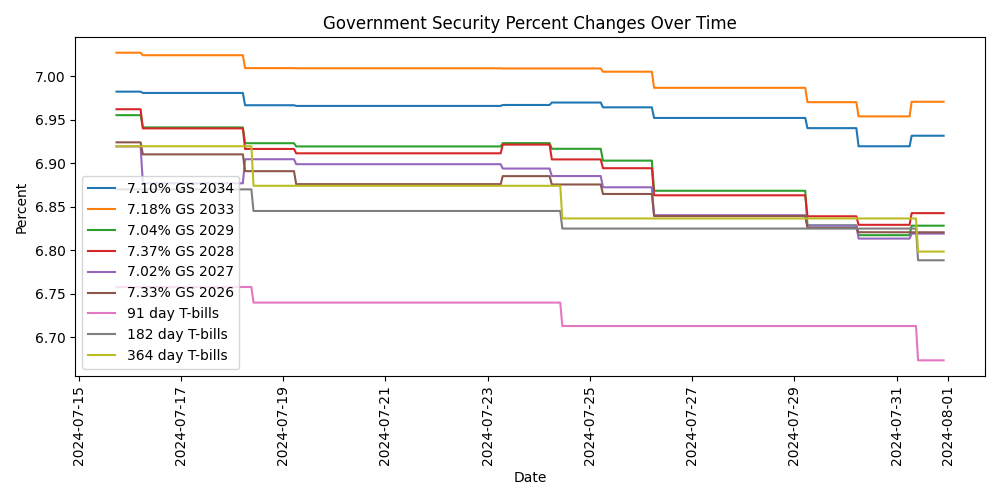 Government Security Percent Changes Over Time
Percent
7.00
6.95
6.90
6.85
6.80
6.75
6.70
7.10% GS 2034
7.18% GS 2033
7.04% GS 2029
7.37% GS 2028
7.02% GS 2027
7.33% GS 2026
91 day T-bills
182 day T-bills
364 day T-bills
2024-07-15
2024-07-17
2024-07-19
2024-07-21
2024-07-23
2024-07-25
2024-07-27
2024-07-29
2024-07-31
2024-08-01
Date